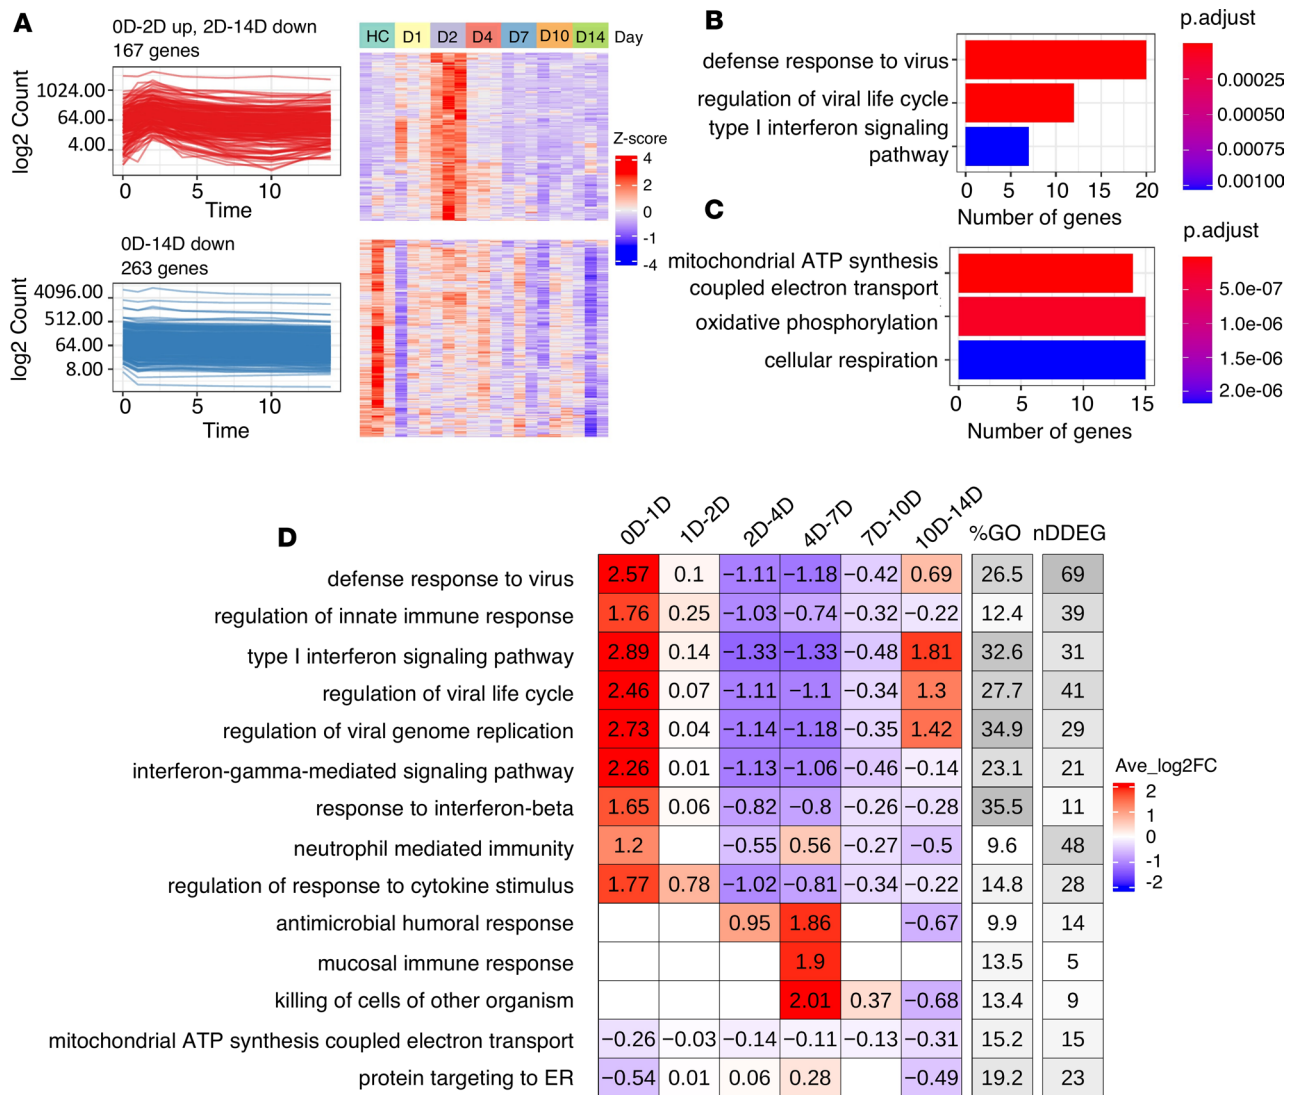 A
0D-2D up, 2D-14D down
167 genes
log2 Count
1024.00
64.00
4.00
0 5 10
Time
HC D1 D2 D4 D7 D10 D14 Day
Z-score
4
2
0
-1
-4
0D-14D down
263 genes
log2 Count
4096.00
512.00
64.00
8.00
0 5 10
Time
B
defense response to virus
regulation of viral life cycle
type I interferon signaling
pathway
0 5 10 15 20
Number of genes
p.adjust
0.00025
0.00050
0.00075
0.00100
C
mitochondrial ATP synthesis
coupled electron transport
oxidative phosphorylation
cellular respiration
0 5 10 15
Number of genes
p.adjust
5.0e-07
1.0e-06
1.5e-06
2.0e-06
D
0D-1D 1D-2D 2D-4D 4D-7D 7D-10D 10D-14D %GO nDDEG
defense response to virus 2.57 0.1 −1.11 −1.18 −0.42 0.69 26.5 69
regulation of innate immune response 1.76 0.25 −1.03 −0.74 −0.32 −0.22 12.4 39
type I interferon signaling pathway 2.89 0.14 −1.33 −1.33 −0.48 1.81 32.6 31
regulation of viral life cycle 2.46 0.07 −1.11 −1.1 −0.34 1.3 27.7 41
regulation of viral genome replication 2.73 0.04 −1.14 −1.18 −0.35 1.42 34.9 29
interferon-gamma-mediated signaling pathway 2.26 0.01 −1.13 −1.06 −0.46 −0.14 23.1 21
response to interferon-beta 1.65 0.06 −0.82 −0.8 −0.26 −0.28 35.5 11
neutrophil mediated immunity 1.2 −0.55 0.56 −0.27 −0.5 9.6 48
regulation of response to cytokine stimulus 1.77 0.78 −1.02 −0.81 −0.34 −0.22 14.8 28
antimicrobial humoral response 0.95 1.86 −0.67 9.9 14
mucosal immune response 1.9 13.5 5
killing of cells of other organism 2.01 0.37 −0.68 13.4 9
mitochondrial ATP synthesis coupled electron transport −0.26 −0.03 −0.14 −0.11 −0.13 −0.31 15.2 15
protein targeting to ER −0.54 0.01 0.06 0.28 −0.49 19.2 23
Ave_log2FC
2
1
0
-1
-2